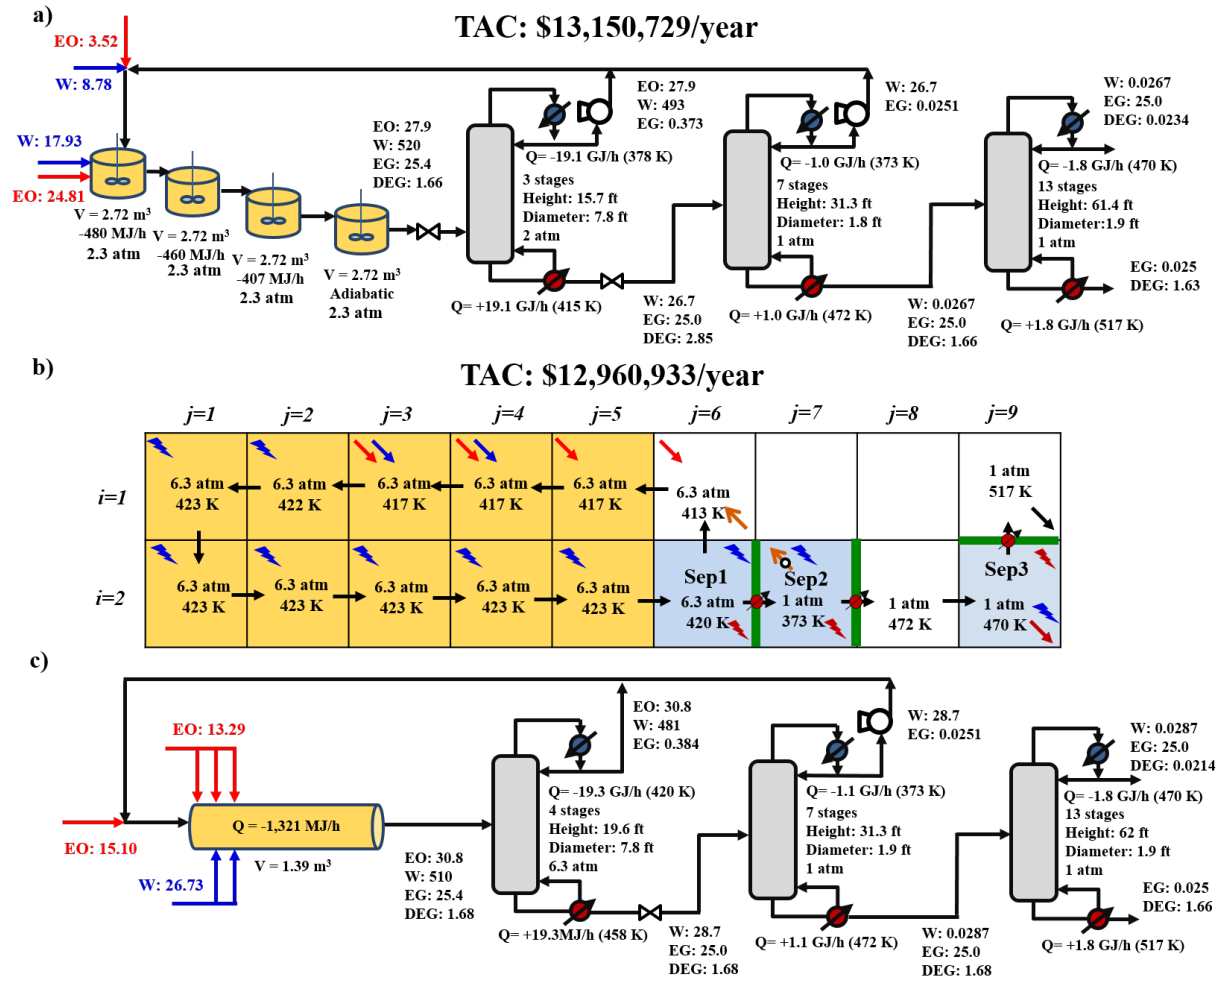 a)
TAC: $13,150,729/year
EO: 3.52
W: 8.78
W: 17.93
EO: 24.81
V = 2.72 m³
-480 MJ/h
2.3 atm
V = 2.72 m³
-460 MJ/h
2.3 atm
V = 2.72 m³
-407 MJ/h
2.3 atm
V = 2.72 m³
Adiabatic
2.3 atm
EO: 27.9
W: 520
EG: 25.4
DEG: 1.66
EO: 27.9
W: 493
EG: 0.373
Q= -19.1 GJ/h (378 K)
3 stages
Height: 15.7 ft
Diameter: 7.8 ft
2 atm
Q= +19.1 GJ/h (415 K)
W: 26.7
EG: 25.0
DEG: 2.85
W: 26.7
EG: 0.0251
Q= -1.0 GJ/h (373 K)
7 stages
Height: 31.3 ft
Diameter: 1.8 ft
1 atm
Q= +1.0 GJ/h (472 K)
W: 0.0267
EG: 25.0
DEG: 1.66
W: 0.0267
EG: 25.0
DEG: 0.0234
Q= -1.8 GJ/h (470 K)
13 stages
Height: 61.4 ft
Diameter:1.9 ft
1 atm
EG: 0.025
DEG: 1.63
Q= +1.8 GJ/h (517 K)
b)
TAC: $12,960,933/year
j=1 j=2 j=3 j=4 j=5 j=6 j=7 j=8 j=9
i=1
6.3 atm
423 K
6.3 atm
422 K
6.3 atm
417 K
6.3 atm
417 K
6.3 atm
417 K
6.3 atm
413 K
1 atm
517 K
i=2
6.3 atm
423 K
6.3 atm
423 K
6.3 atm
423 K
6.3 atm
423 K
6.3 atm
423 K
Sep1
6.3 atm
420 K
Sep2
1 atm
373 K
1 atm
472 K
Sep3
1 atm
470 K
c)
EO: 13.29
EO: 15.10
Q = -1,321 MJ/h
V = 1.39 m³
W: 26.73
EO: 30.8
W: 510
EG: 25.4
DEG: 1.68
EO: 30.8
W: 481
EG: 0.384
Q= -19.3 GJ/h (420 K)
4 stages
Height: 19.6 ft
Diameter: 7.8 ft
6.3 atm
Q= +19.3MJ/h (458 K)
W: 28.7
EG: 25.0
DEG: 1.68
W: 28.7
EG: 0.0251
Q= -1.1 GJ/h (373 K)
7 stages
Height: 31.3 ft
Diameter: 1.9 ft
1 atm
Q= +1.1 GJ/h (472 K)
W: 0.0287
EG: 25.0
DEG: 1.68
W: 0.0287
EG: 25.0
DEG: 0.0214
Q= -1.8 GJ/h (470 K)
13 stages
Height: 62 ft
Diameter: 1.9 ft
1 atm
EG: 0.025
DEG: 1.66
Q= +1.8 GJ/h (517 K)